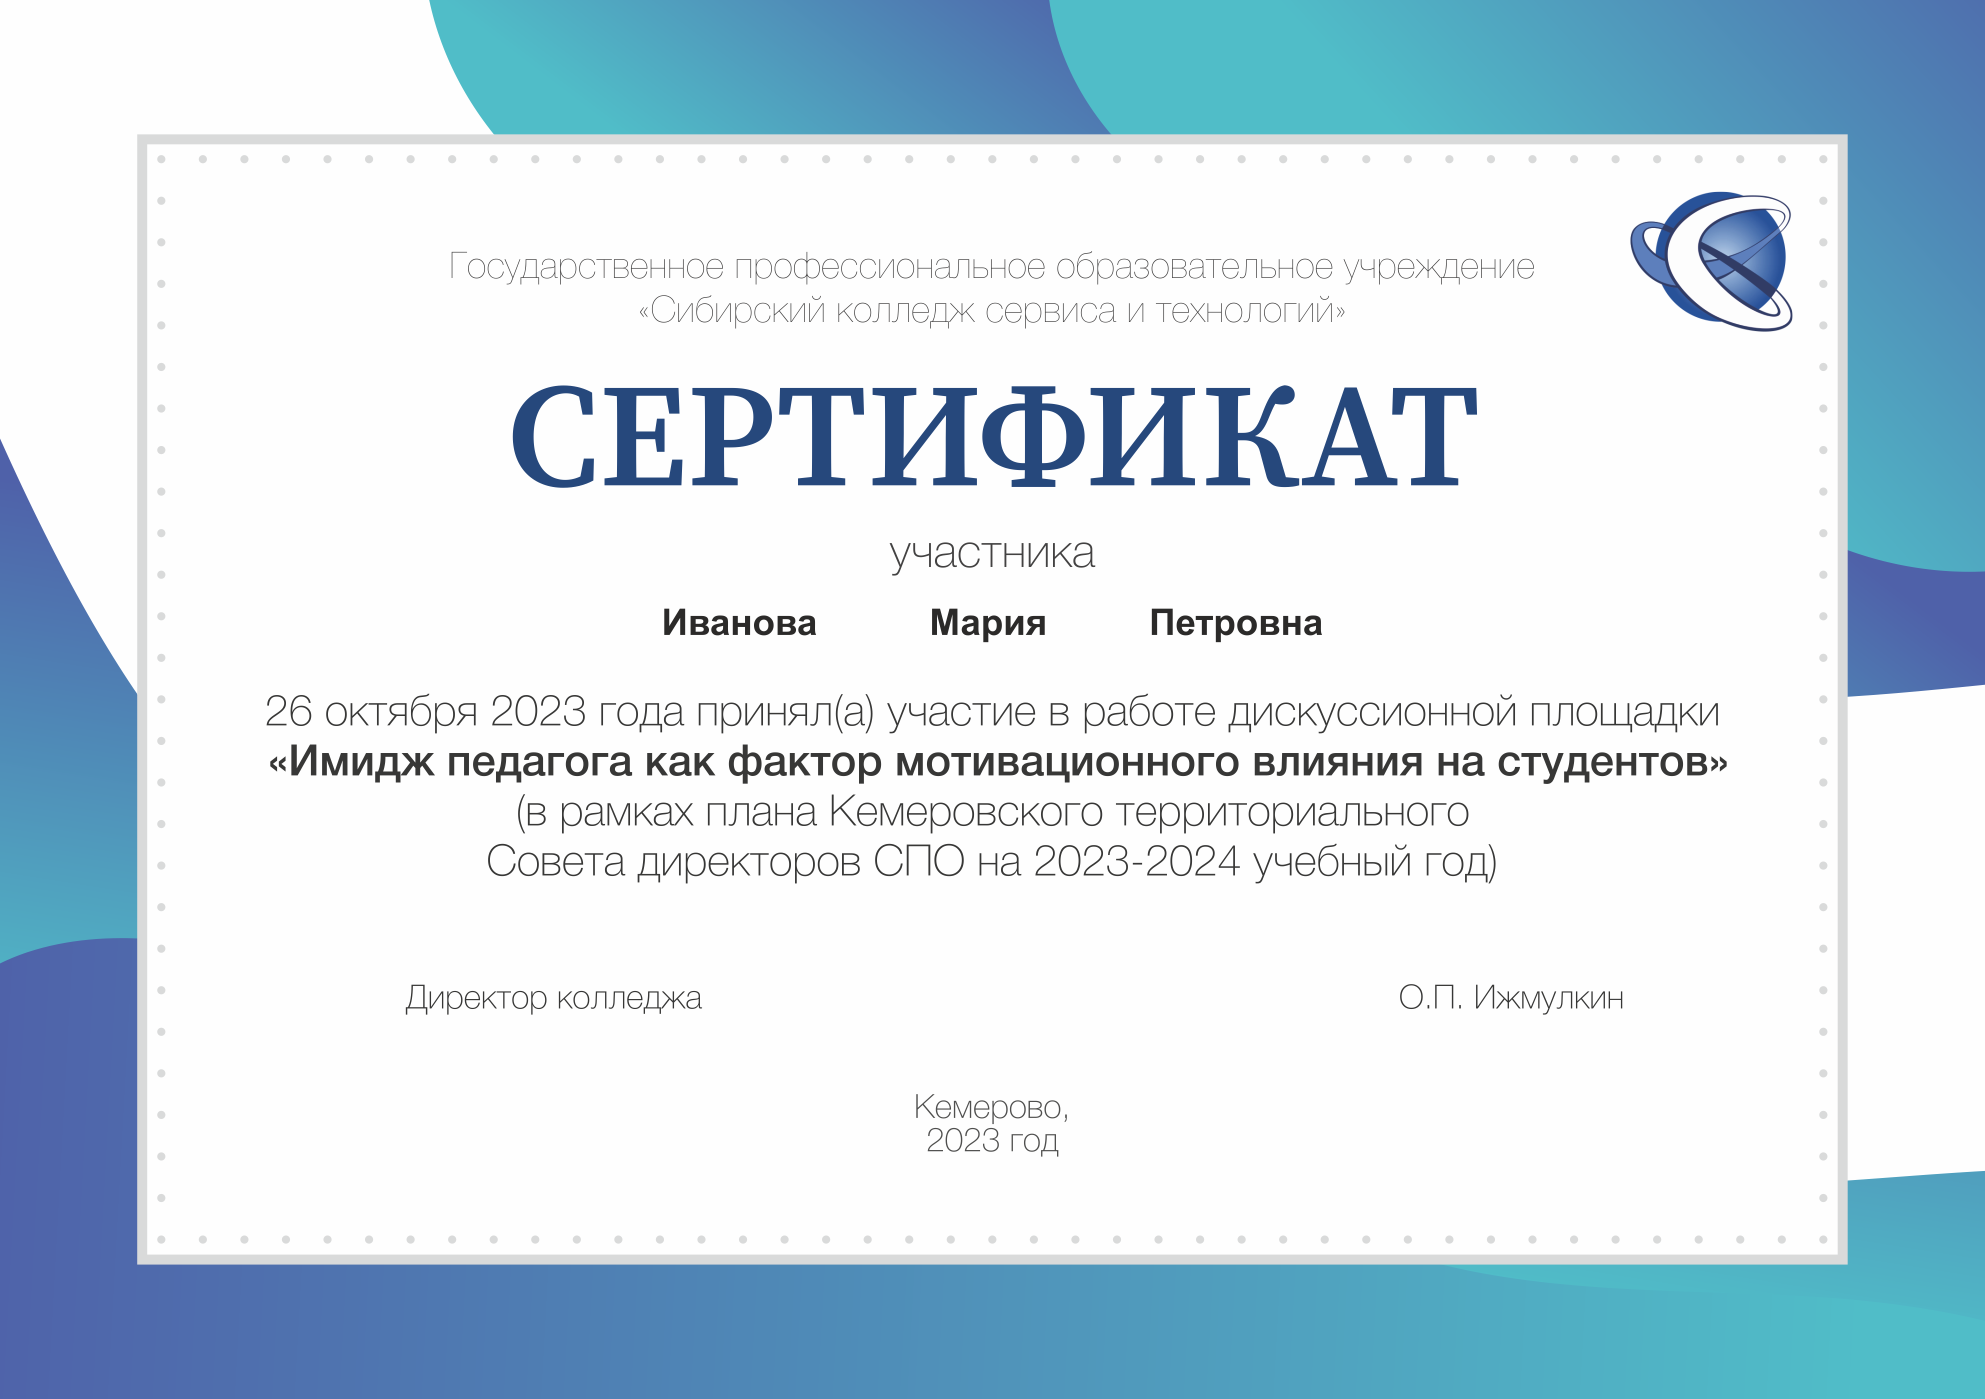 Государственное профессиональное образовательное учреждение
«Сибирский колледж сервиса и технологий»
СЕРТИФИКАТ
участника
Иванова Мария Петровна
26 октября 2023 года принял(а) участие в работе дискуссионной площадки
«Имидж педагога как фактор мотивационного влияния на студентов»
(в рамках плана Кемеровского территориального
Совета директоров СПО на 2023-2024 учебный год)
Директор колледжа О.П. Ижмулкин
Кемерово,
2023 год